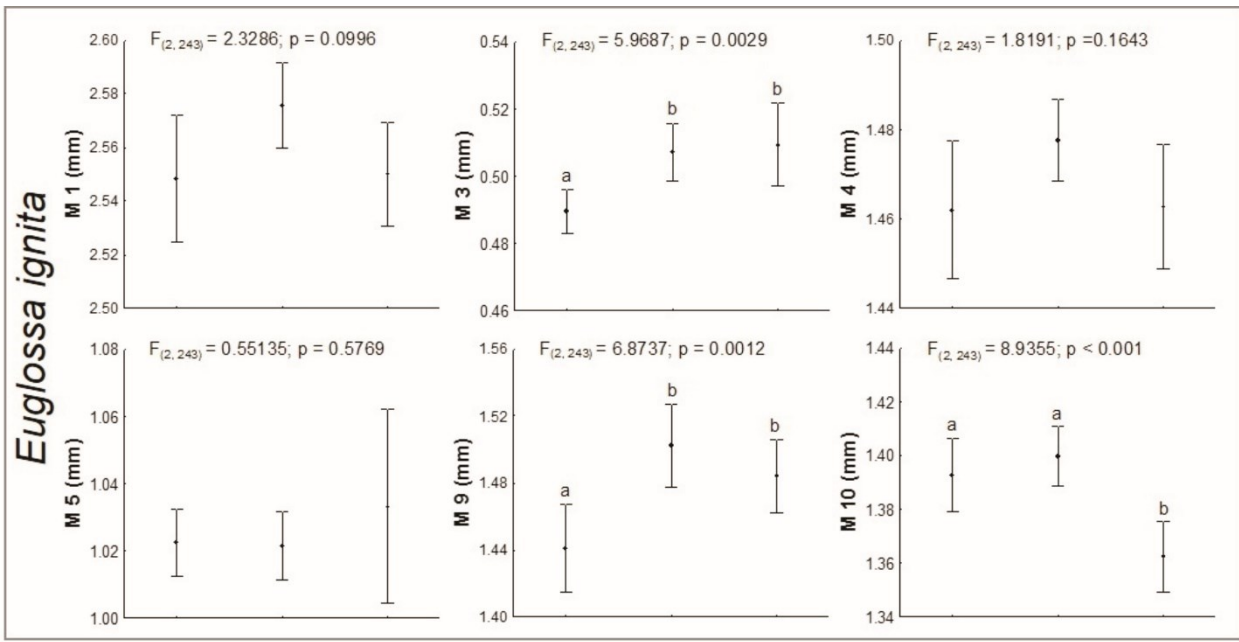 Euglossa ignita
F(2, 243) = 2.3286; p = 0.0996
M 1 (mm)
2.60
2.58
2.56
2.54
2.52
2.50
F(2, 243) = 5.9687; p = 0.0029
M 3 (mm)
0.54
0.52
0.50
0.48
0.46
a
b
b
F(2, 243) = 1.8191; p =0.1643
M 4 (mm)
1.50
1.48
1.46
1.44
F(2, 243) = 0.55135; p = 0.5769
M 5 (mm)
1.08
1.06
1.04
1.02
1.00
F(2, 243) = 6.8737; p = 0.0012
M 9 (mm)
1.56
1.52
1.48
1.44
1.40
a
b
b
F(2, 243) = 8.9355; p < 0.001
M 10 (mm)
1.44
1.42
1.40
1.38
1.36
1.34
a
a
b